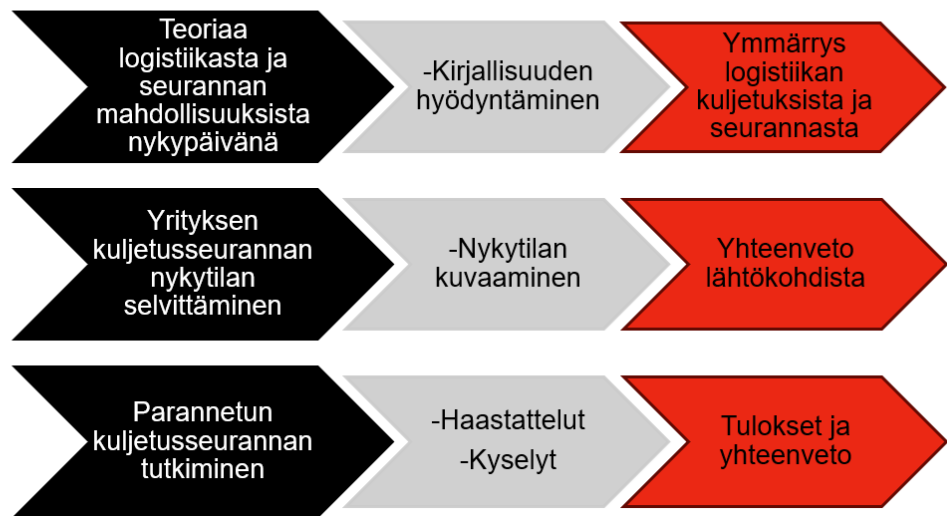 Teoriaa
logistiikasta ja
seurannan
mahdollisuuksista
nykypäivänä
-Kirjallisuuden
hyödyntäminen
Ymmärrys
logistiikan
kuljetuksista ja
seurannasta
Yrityksen
kuljetusseurannan
nykytilan
selvittäminen
-Nykytilan
kuvaaminen
Yhteenveto
lähtökohdista
Parannetun
kuljetusseurannan
tutkiminen
-Haastattelut
-Kyselyt
Tulokset ja
yhteenveto